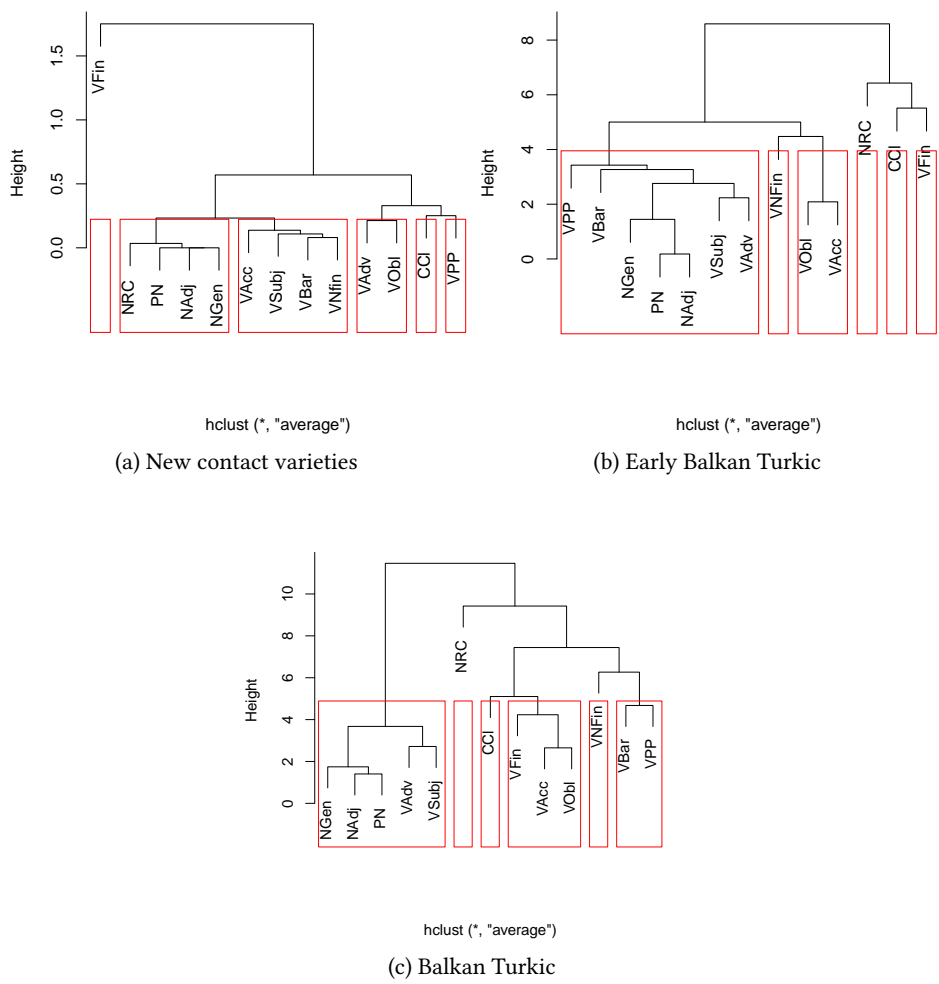 Height
0.0
0.5
1.0
1.5
VFin
NRC
PN
NAdj
NGen
VAcc
VSubj
VBar
VNfin
VAdv
VObl
CCl
VPP
hclust (*, "average")
(a) New contact varieties
Height
0
2
4
6
8
VPP
VBar
NGen
PN
NAdj
VSubj
VAdv
VNFin
VObl
VAcc
NRC
CCl
VFin
hclust (*, "average")
(b) Early Balkan Turkic
Height
0
2
4
6
8
10
NGen
NAdj
PN
VAdv
VSubj
NRC
CCl
VFin
VAcc
VObl
VNFin
VBar
VPP
hclust (*, "average")
(c) Balkan Turkic